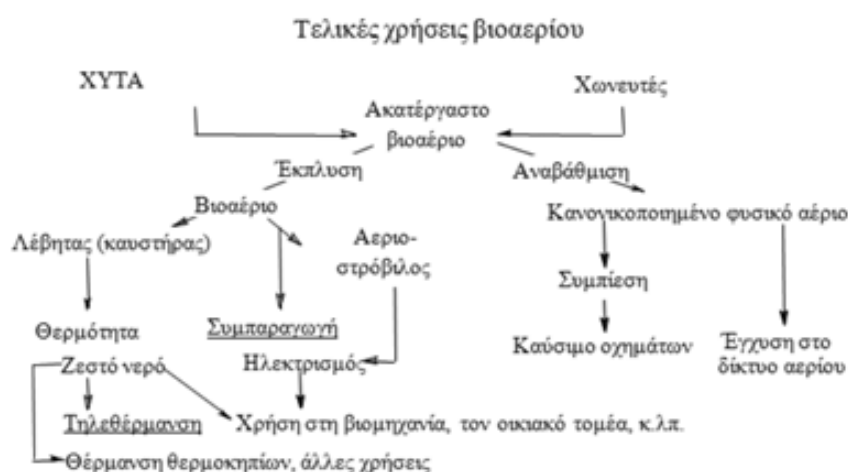 Τελικές χρήσεις βιοαερίου
ΧΥΤΑ
Χωνευτές
Ακατέργαστο
βιοαέριο
Έκπλυση
Αναβάθμιση
Βιοαέριο
Κανονικοποιημένο φυσικό αέριο
Λέβητας (καυστήρας)
Αεριο-
στρόβιλος
Συμπίεση
Θερμότητα
Συμπαραγωγή
Καύσιμο οχημάτων
Έγχυση στο
δίκτυο αερίου
Ζεστό νερό
Ηλεκτρισμός
Τηλεθέρμανση
Χρήση στη βιομηχανία, τον οικιακό τομέα, κ.λπ.
Θέρμανση θερμοκηπίων, άλλες χρήσεις